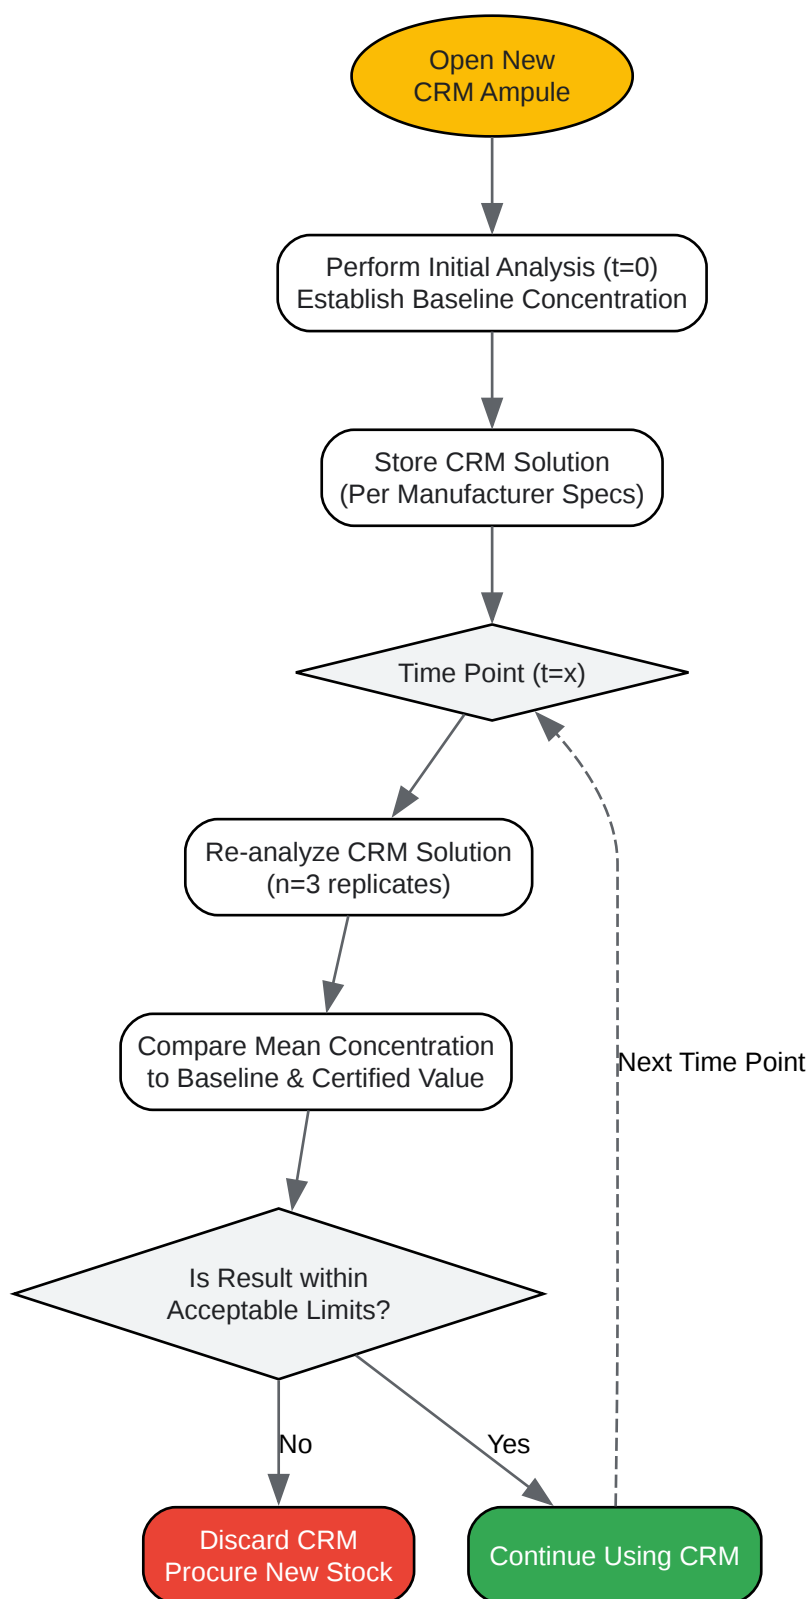 Open New
CRM Ampule
Perform Initial Analysis (t=0)
Establish Baseline Concentration
Store CRM Solution
(Per Manufacturer Specs)
Time Point (t=x)
Re-analyze CRM Solution
(n=3 replicates)
Compare Mean Concentration
to Baseline & Certified Value
Next Time Point
Is Result within
Acceptable Limits?
No
Yes
Discard CRM
Procure New Stock
Continue Using CRM